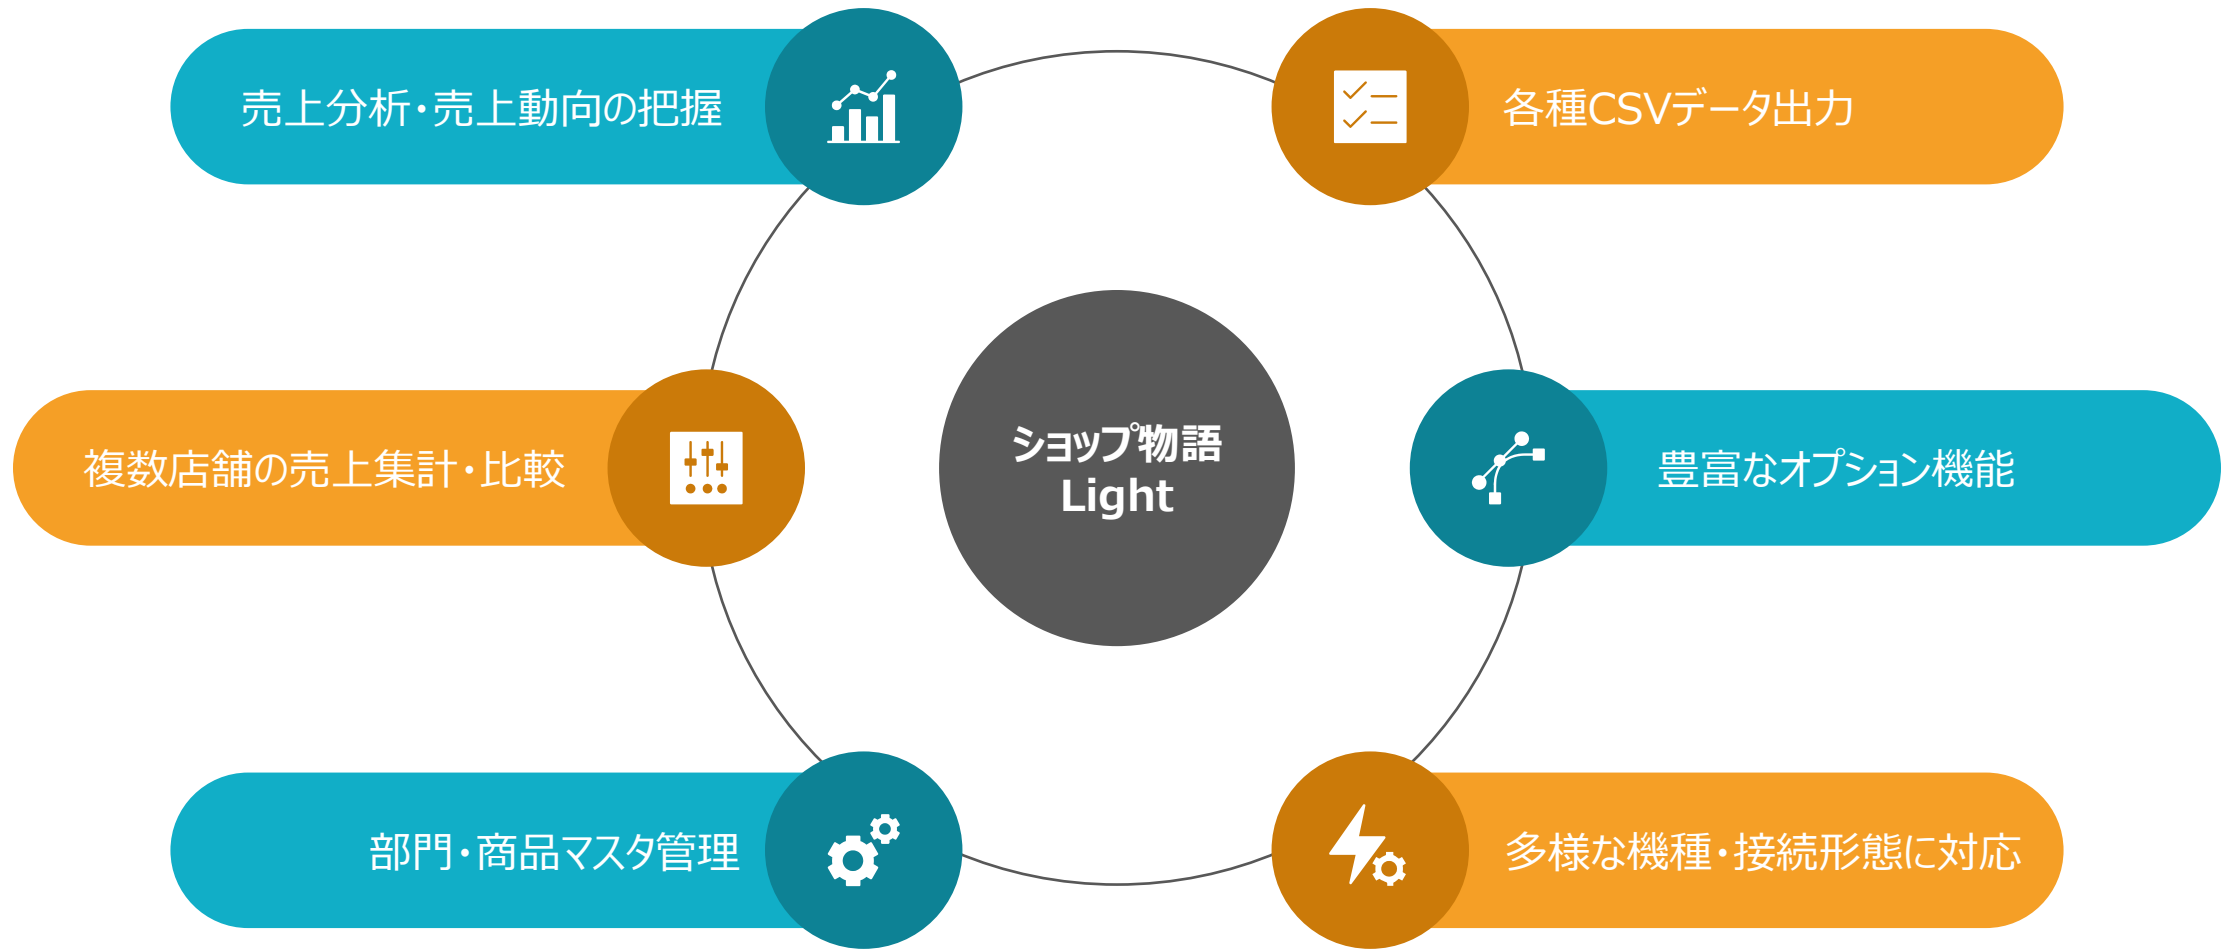 売上分析・売上動向の把握
各種CSVデータ出力
複数店舗の売上集計・比較
ショップ物語
Light
豊富なオプション機能
部門・商品マスタ管理
多様な機種・接続形態に対応